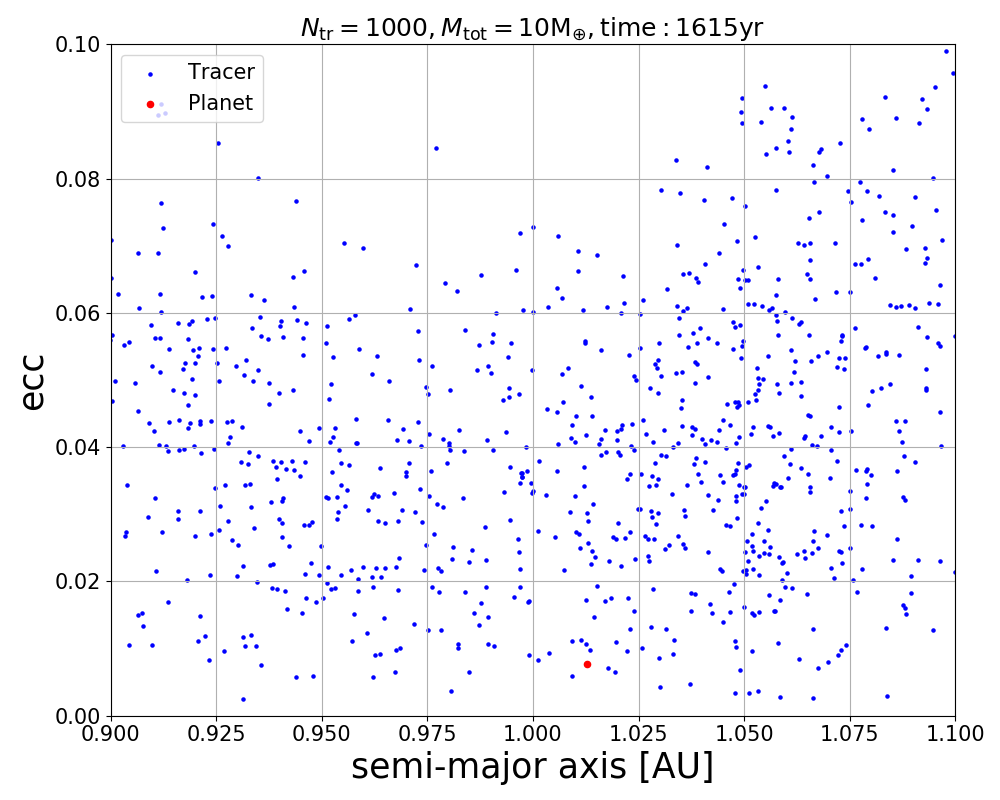 N_tr = 1000, M_tot = 10M_⊕, time : 1615yr
0.10
Tracer
Planet
0.08
0.06
ecc
0.04
0.02
0.00
0.900 0.925 0.950 0.975 1.000 1.025 1.050 1.075 1.100
semi-major axis [AU]